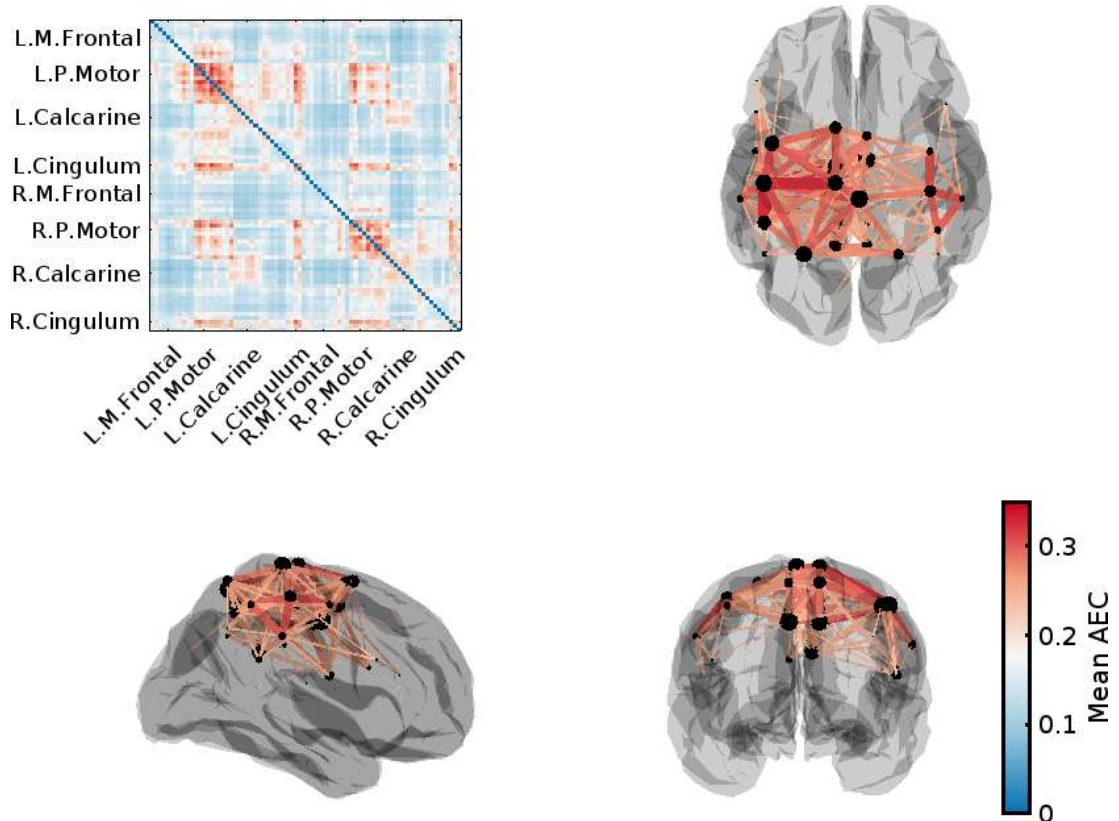 L.M.Frontal
L.P.Motor
L.Calcarine
L.Cingulum
R.M.Frontal
R.P.Motor
R.Calcarine
R.Cingulum
L.M.Frontal
L.P.Motor
L.Calcarine
L.Cingulum
R.M.Frontal
R.P.Motor
R.Calcarine
R.Cingulum
0.3
0.2
0.1
0
Mean AEC